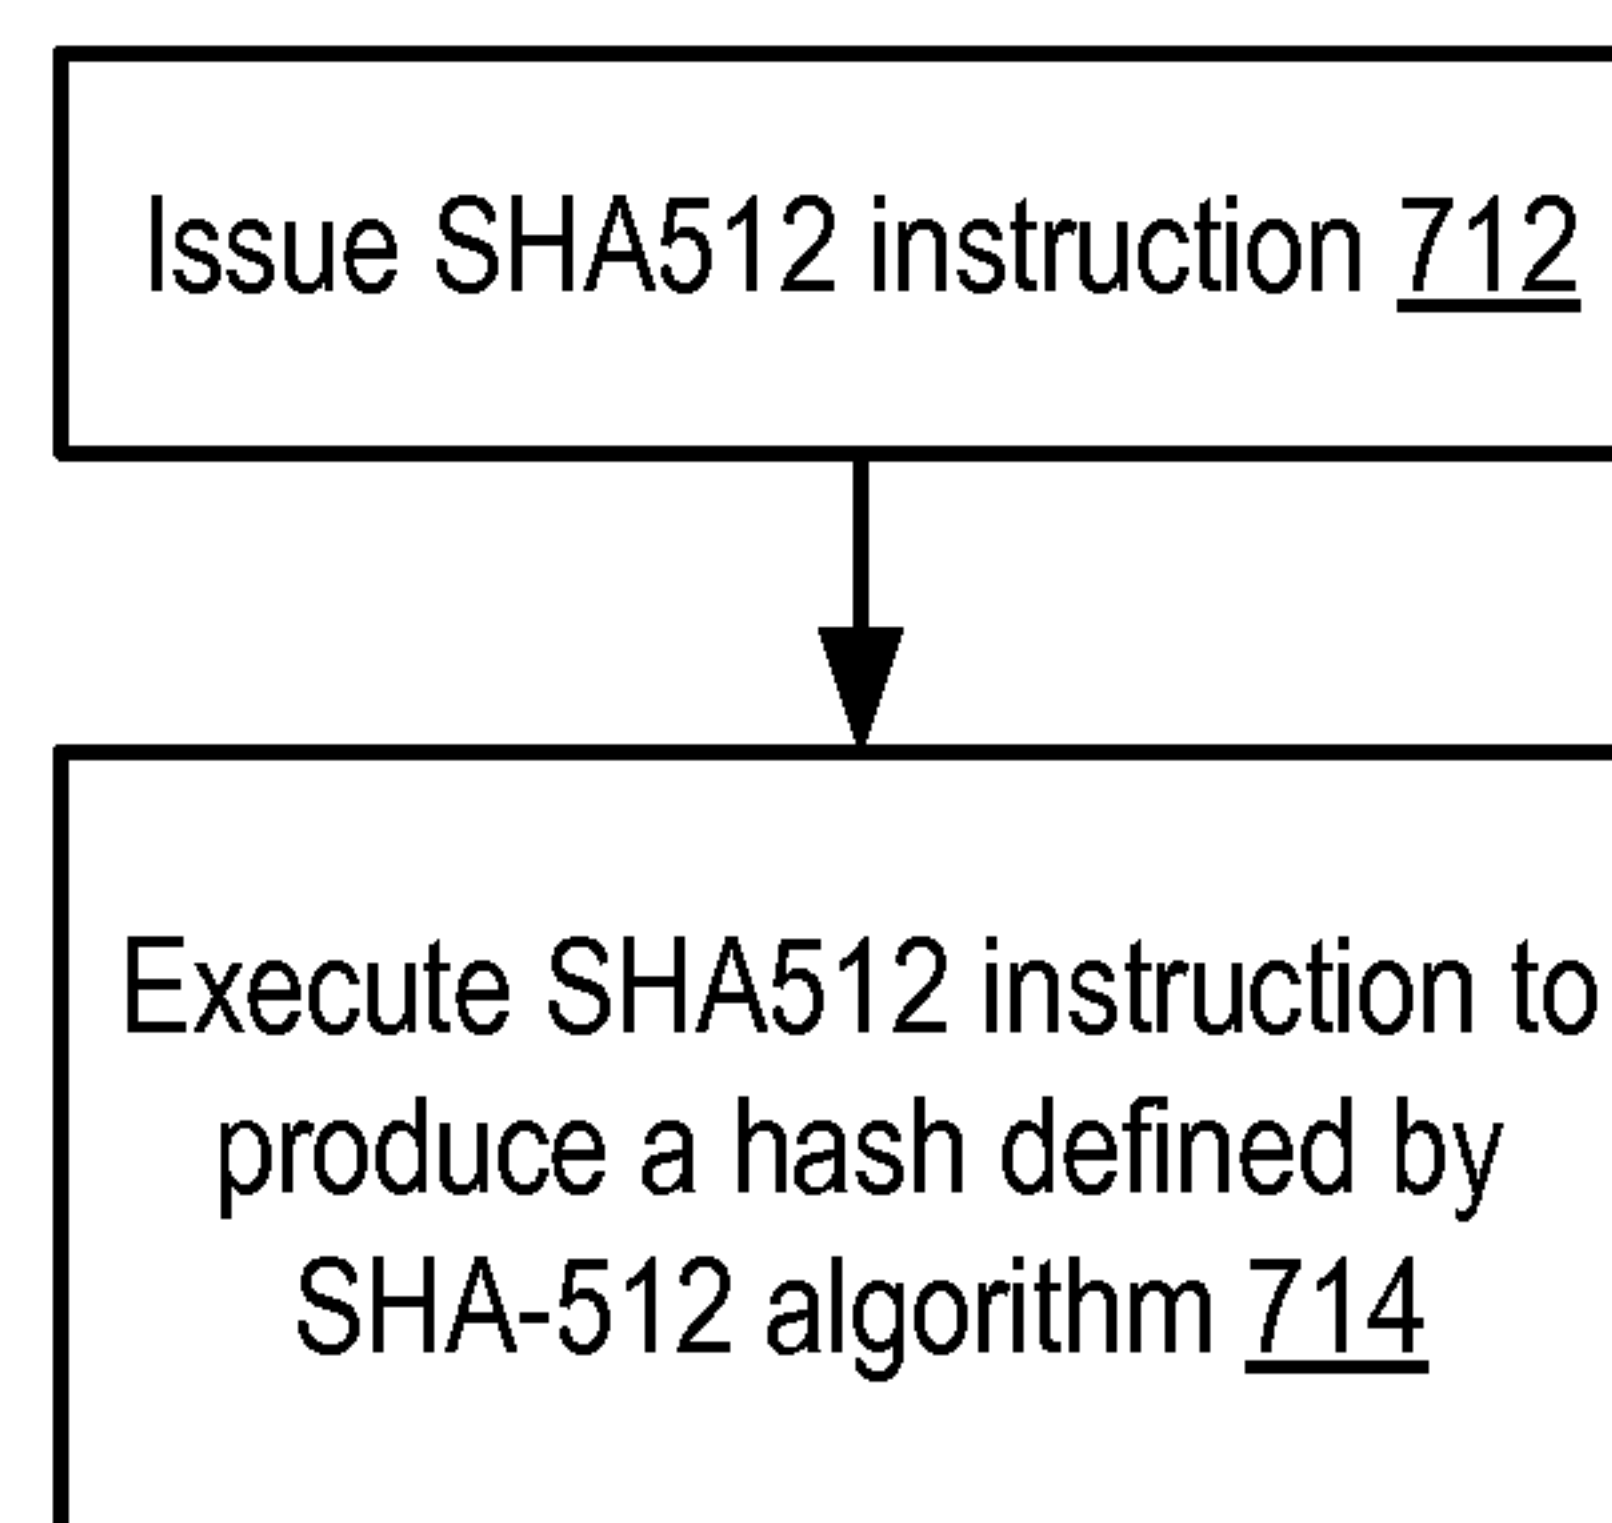 Issue SHA512 instruction 712
Execute SHA512 instruction to
produce a hash defined by
SHA-512 algorithm 714